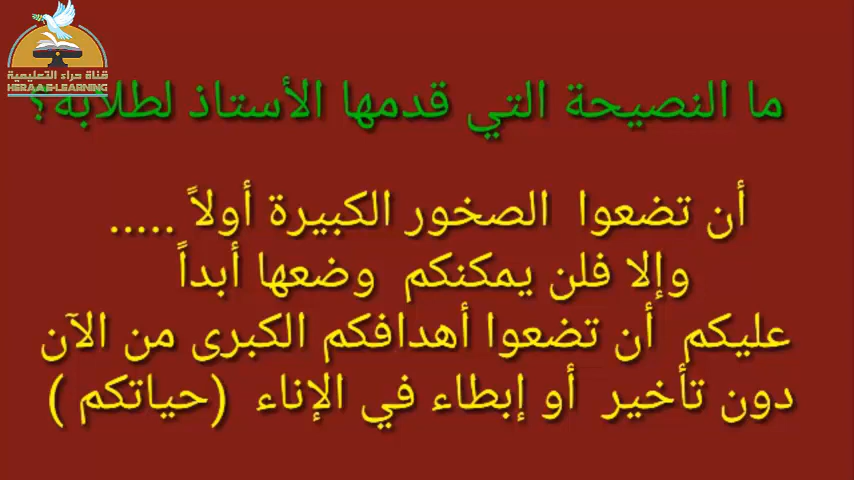 قناة حراء التعليمية
HERAA E-LEARNING
ما النصيحة التي قدمها الأستاذ لطلابه؟
أن تضعوا الصخور الكبيرة أولاً .....
وإلا فلن يمكنكم وضعها أبداً
عليكم أن تضعوا أهدافكم الكبرى من الآن
دون تأخير أو إبطاء في الإناء (حياتكم )